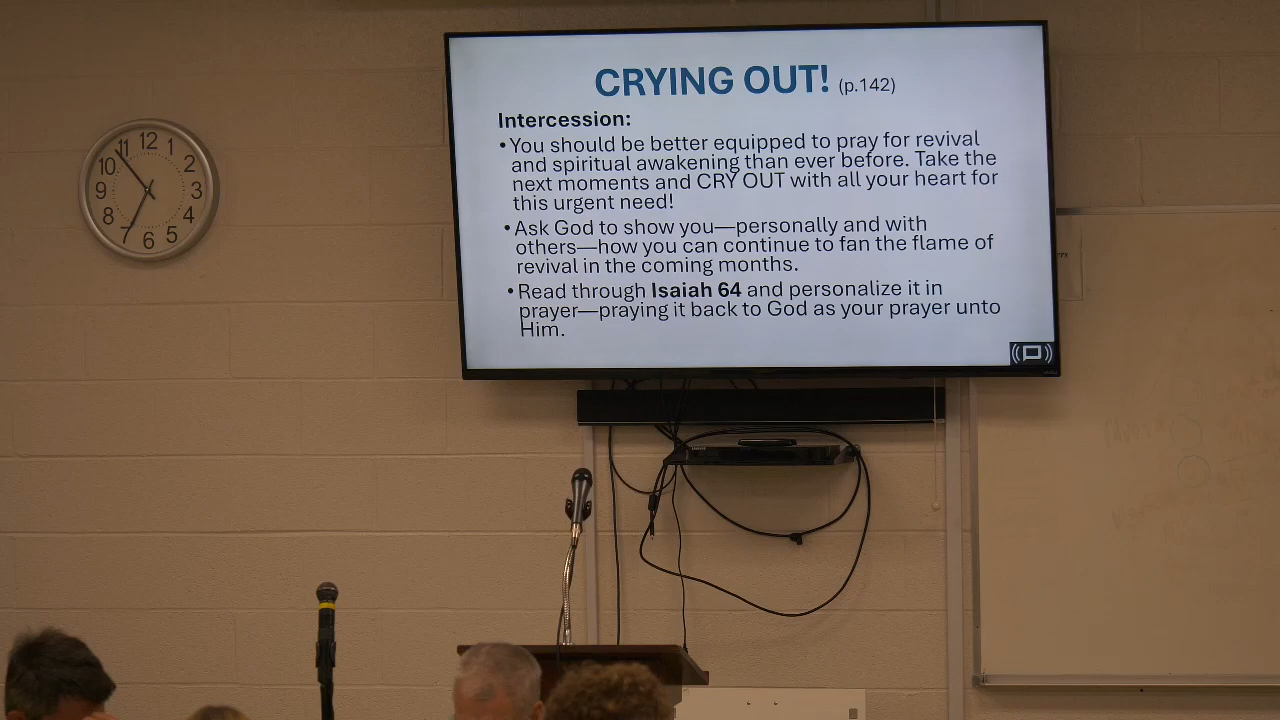 CRYING OUT! (p.142)
Intercession:
• You should be better equipped to pray for revival
and spiritual awakening than ever before. Take the
next moments and CRY OUT with all your heart for
this urgent need!
• Ask God to show you—personally and with
others—how you can continue to fan the flame of
revival in the coming months.
• Read through Isaiah 64 and personalize it in
prayer—praying it back to God as your prayer unto
Him.
12
1
2
3
4
5
6
7
8
9
10
11